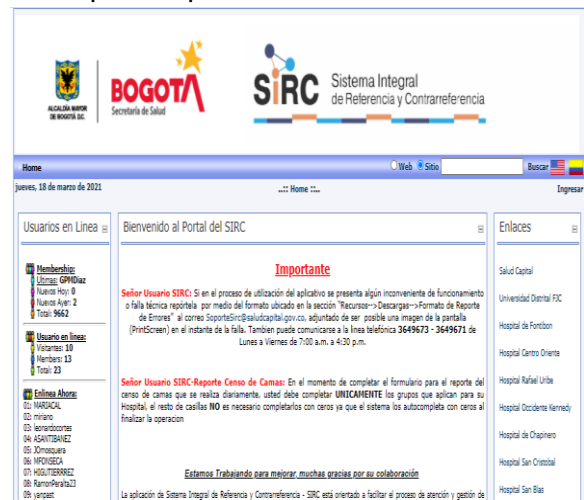 ALCALDÍA MAYOR
DE BOGOTÁ D.C.
BOGOTÁ
Secretaría de Salud
SiRC
Sistema Integral
de Referencia y Contrarreferencia
Home
Web Sitio Buscar
jueves, 18 de marzo de 2021
..:: Home ::..
Ingresar
Usuarios en Linea
Membership:
Ultimas: GPMDiaz
Nuevos Hoy: 0
Nuevos Ayer: 2
Total: 9662
Usuario en linea:
Visitantes: 10
Members: 13
Total: 23
Enlinea Ahora:
01: MARIACAL
02: miriano
03: leonardocortes
04: ASANTIBANEZ
05: JOmosquera
06: MFONSECA
07: HIGUTIERRREZ
08: RamonPeralta23
09: yanpast
Bienvenido al Portal del SIRC
Importante
Señor Usuario SIRC: Si en el proceso de utilización del aplicativo se presenta algún inconveniente de funcionamiento
o falla técnica repórtela por medio del formato ubicado en la sección "Recursos-->Descargas-->Formato de Reporte
de Errores" al correo SoporteSirc@saludcapital.gov.co, adjuntado de ser posible una imagen de la pantalla
(PrintScreen) en el instante de la falla. Tambien puede comunicarse a la linea telefónica 3649673 - 3649671 de
Lunes a Viernes de 7:00 a.m. a 4:30 p.m.
Señor Usuario SIRC-Reporte Censo de Camas: En el momento de completar el formulario para el reporte del
censo de camas que se realiza diariamente, usted debe completar UNICAMENTE los grupos que aplican para su
Hospital, el resto de casillas NO es necesario completarlos con ceros ya que el sistema los autocompleta con ceros al
finalizar la operacion
Estamos Trabajando para mejorar, muchas gracias por su colaboración
La aplicación de Sistema Integral de Referencia y Contrarreferencia - SIRC está orientado a facilitar el proceso de atención y gestión de
Enlaces
Salud Capital
Universidad Distrital FJC
Hospital de Fontibon
Hospital Centro Oriente
Hospital Rafael Uribe
Hospital Occidente Kennedy
Hospital de Chapinero
Hospital San Cristobal
Hospital San Blas